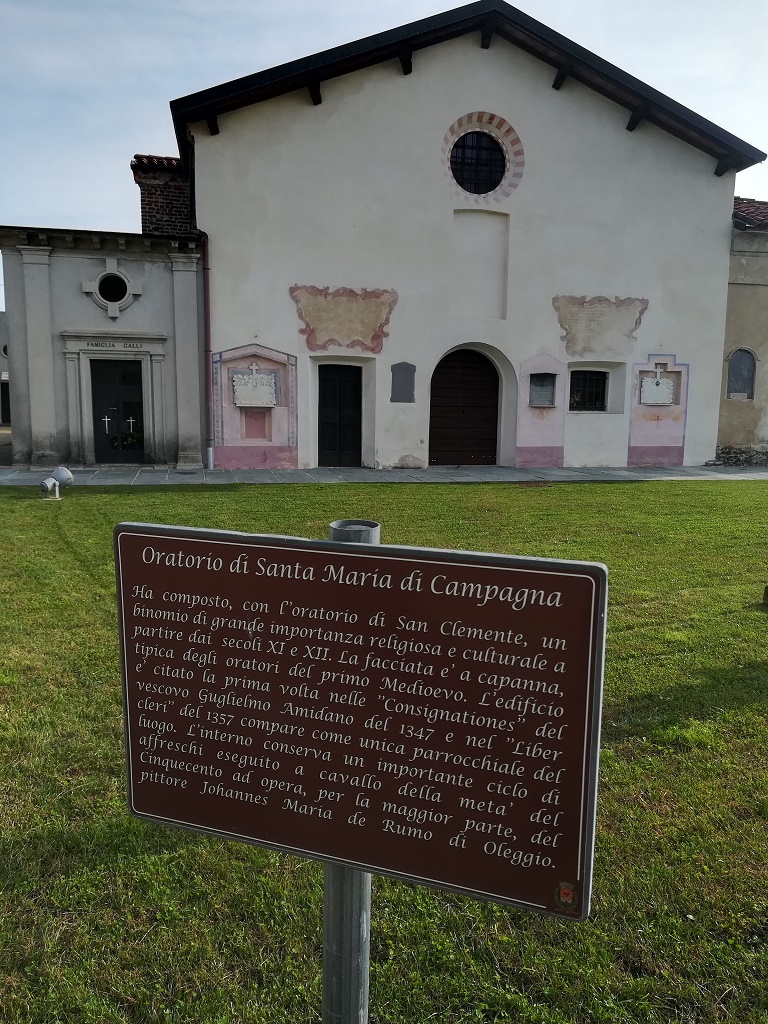 FAMIGLIA GALLI
Oratorio di Santa Maria di Campagna
Ha composto, con l'oratorio di San Clemente, un
binomio di grande importanza religiosa e culturale a
partire dai secoli XI e XII. La facciata e' a capanna,
tipica degli oratori del primo Medioevo. L'edificio
e' citato la prima volta nelle "Consignationes" del
vescovo Guglielmo Amidano del 1347 e nel "Liber
cleri" del 1357 compare come unica parrocchiale del
luogo. L'interno conserva un importante ciclo di
affreschi eseguito a cavallo della meta' del
Cinquecento ad opera, per la maggior parte, del
pittore Johannes Maria de Rumo di Oleggio.